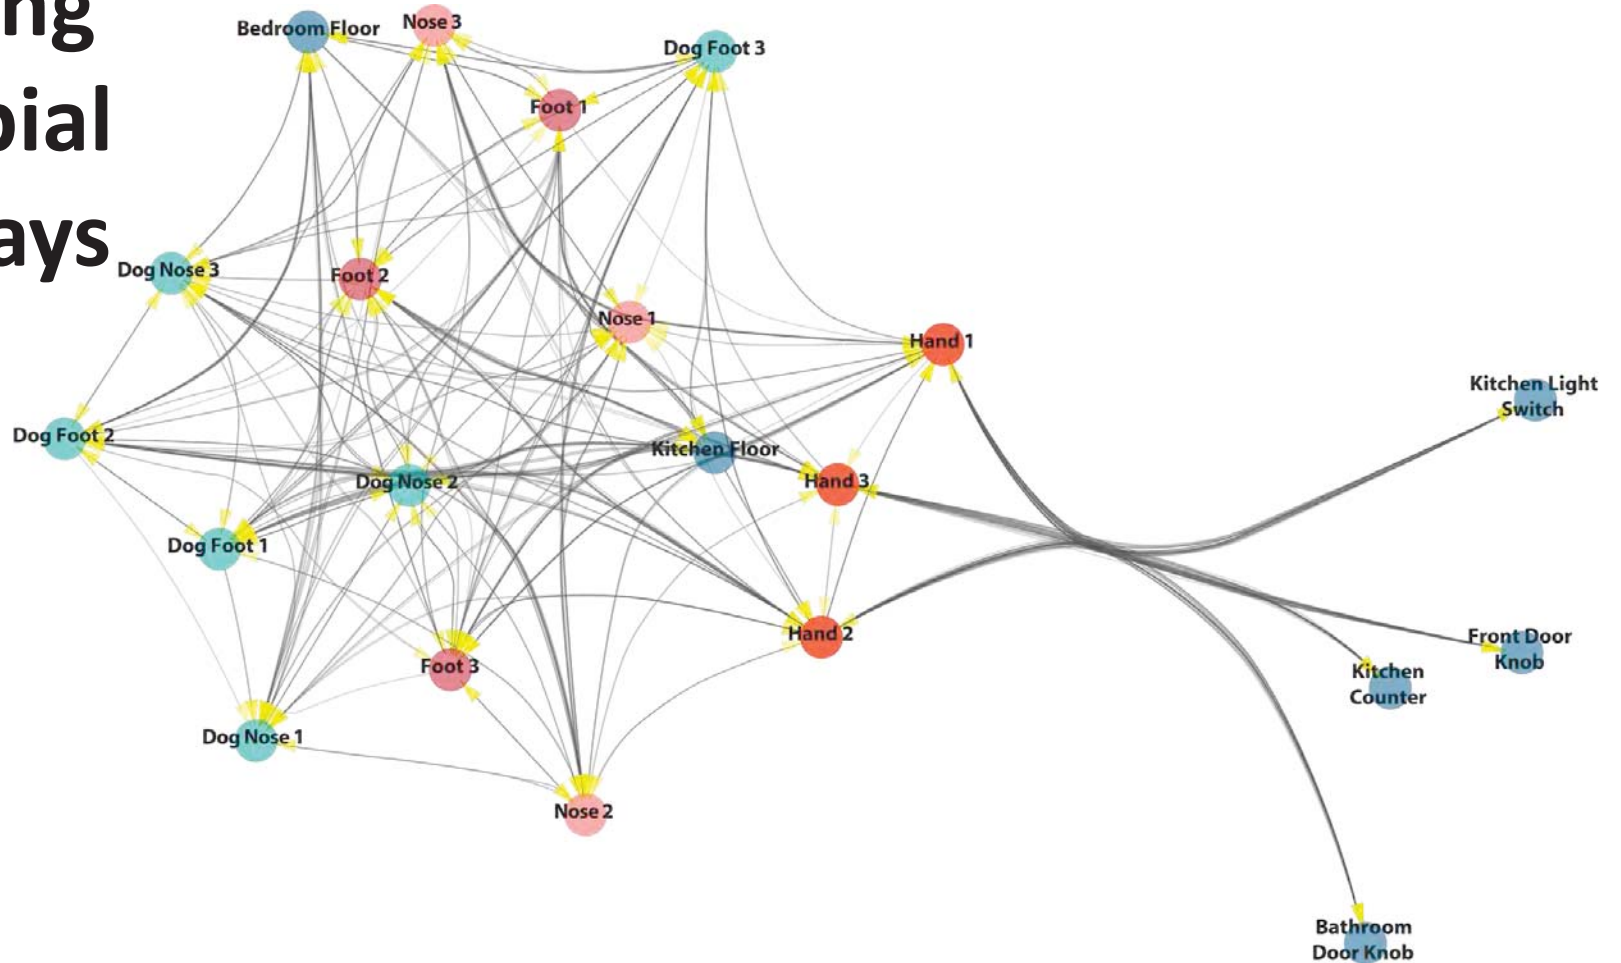 ng
bial
ays
Bedroom Floor
Nose 3
Dog Foot 3
Foot 1
Dog Nose 3
Foot 2
Nose 1
Hand 1
Kitchen Light
Switch
Dog Foot 2
Kitchen Floor
Dog Nose 2
Hand 3
Dog Foot 1
Hand 2
Front Door
Knob
Foot 3
Kitchen
Counter
Dog Nose 1
Nose 2
Bathroom
Door Knob